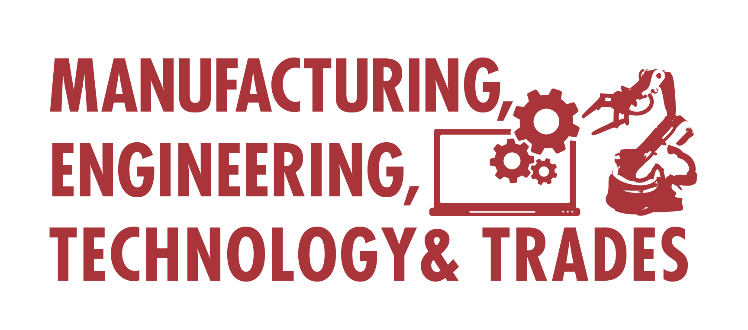 MANUFACTURING,
ENGINEERING,
TECHNOLOGY& TRADES